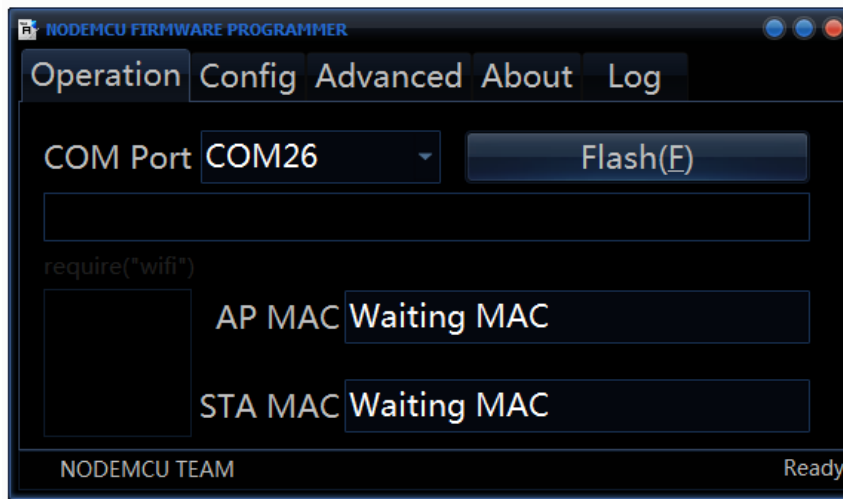 NODEMCU FIRMWARE PROGRAMMER
Operation Config Advanced About Log
COM Port COM26 Flash(F)
require("wifi")
AP MAC Waiting MAC
STA MAC Waiting MAC
NODEMCU TEAM Ready